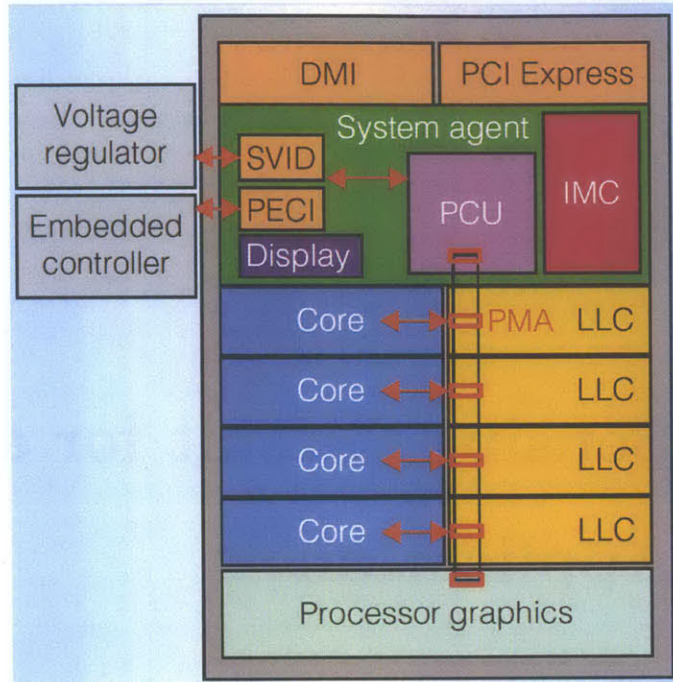 DMI
PCI Express
Voltage
regulator
System agent
SVID
IMC
PCU
PECI
Embedded
controller
Display
Core
PMA
LLC
Core
LLC
Core
LLC
Core
LLC
Processor graphics